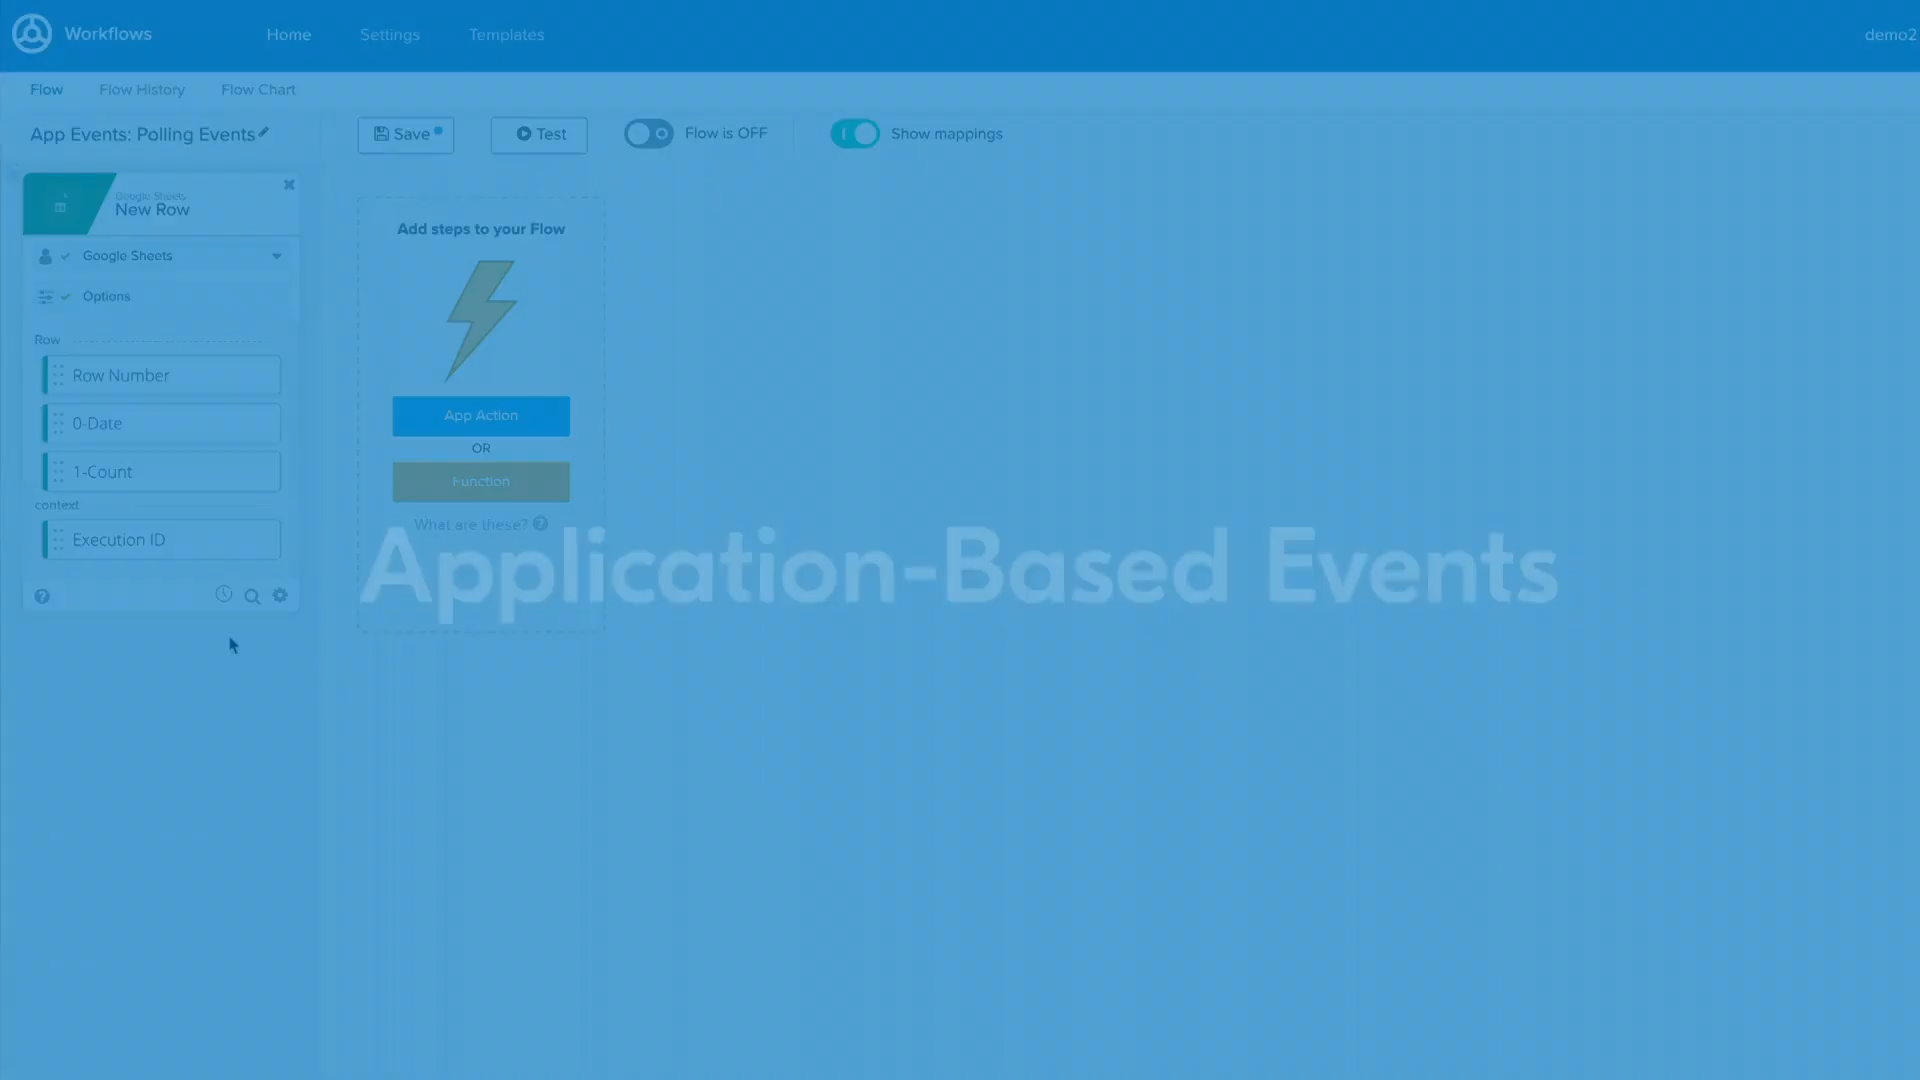 Workflows
Home
Settings
Templates
demo2
Flow
Flow History
Flow Chart
App Events: Polling Events
Save
Test
Flow is OFF
Show mappings
Google Sheets
New Row
Google Sheets
Options
Row
Row Number
0-Date
1-Count
context
Execution ID
Add steps to your Flow
App Action
OR
Function
What are these?
Application-Based Events